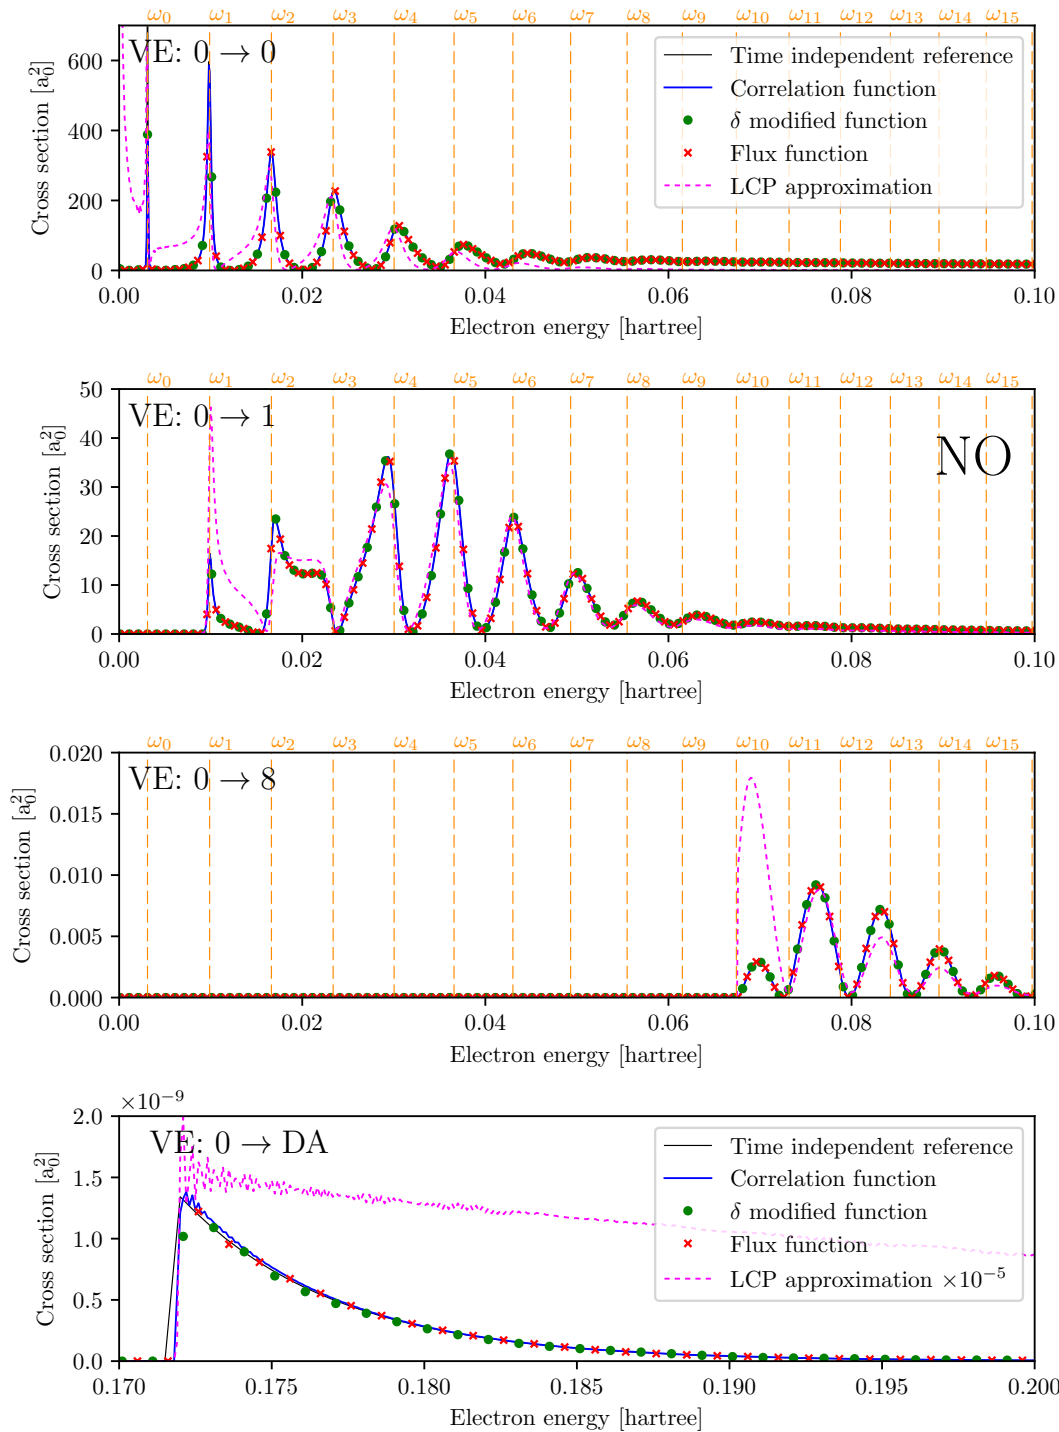 ω₀ ω₁ ω₂ ω₃ ω₄ ω₅ ω₆ ω₇ ω₈ ω₉ ω₁₀ ω₁₁ ω₁₂ ω₁₃ ω₁₄ ω₁₅
VE: 0 → 0
Time independent reference
Correlation function
δ modified function
Flux function
LCP approximation
600
400
200
0
Cross section [a₀²]
0.00 0.02 0.04 0.06 0.08 0.10
Electron energy [hartree]
ω₀ ω₁ ω₂ ω₃ ω₄ ω₅ ω₆ ω₇ ω₈ ω₉ ω₁₀ ω₁₁ ω₁₂ ω₁₃ ω₁₄ ω₁₅
VE: 0 → 1
NO
50
40
30
20
10
0
Cross section [a₀²]
0.00 0.02 0.04 0.06 0.08 0.10
Electron energy [hartree]
ω₀ ω₁ ω₂ ω₃ ω₄ ω₅ ω₆ ω₇ ω₈ ω₉ ω₁₀ ω₁₁ ω₁₂ ω₁₃ ω₁₄ ω₁₅
VE: 0 → 8
0.020
0.015
0.010
0.005
0.000
Cross section [a₀²]
0.00 0.02 0.04 0.06 0.08 0.10
Electron energy [hartree]
×10⁻⁹
VE: 0 → DA
Time independent reference
Correlation function
δ modified function
Flux function
LCP approximation ×10⁻⁵
2.0
1.5
1.0
0.5
0.0
Cross section [a₀²]
0.170 0.175 0.180 0.185 0.190 0.195 0.200
Electron energy [hartree]